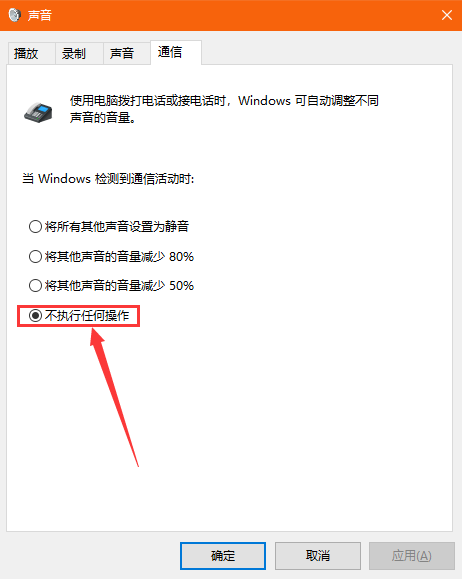 声音
播放 录制 声音 通信
使用电脑拨打电话或接电话时，Windows 可自动调整不同
声音的音量。
当 Windows 检测到通信活动时:
将所有其他声音设置为静音
将其他声音的音量减少 80%
将其他声音的音量减少 50%
不执行任何操作
确定 取消 应用(A)